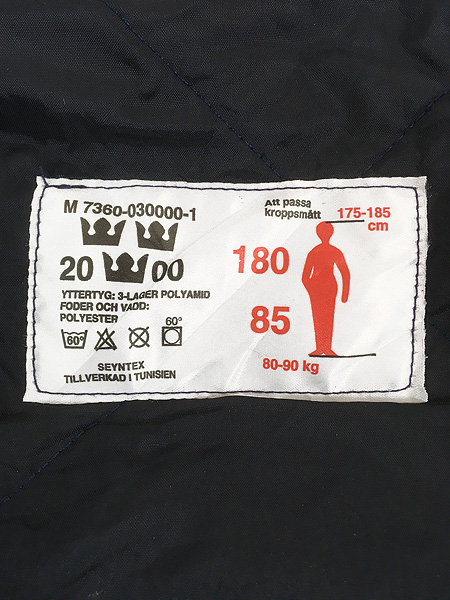 M 7360-030000-1
20 00
YTTERTYG: 3-LAGER POLYAMID
FODER OCH VADD:
POLYESTER
60°
60°
SEYNTEX
TILLVERKAD I TUNISIEN
Att passa
kroppsmått
175-185
cm
180
85
80-90 kg